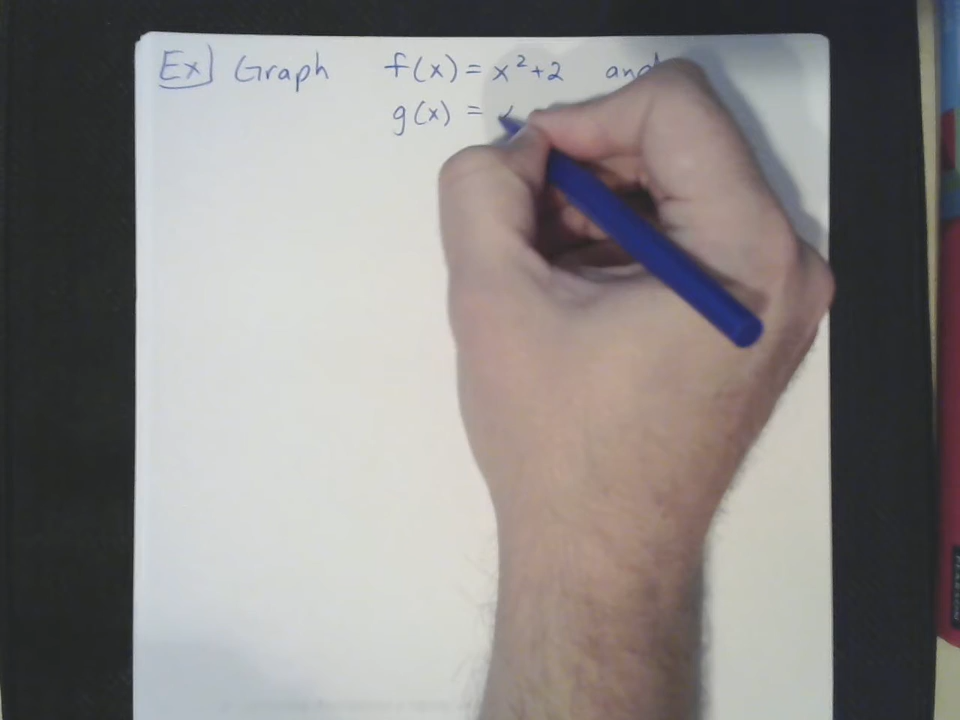 Ex] Graph f(x) = x²+2 and
g(x) =